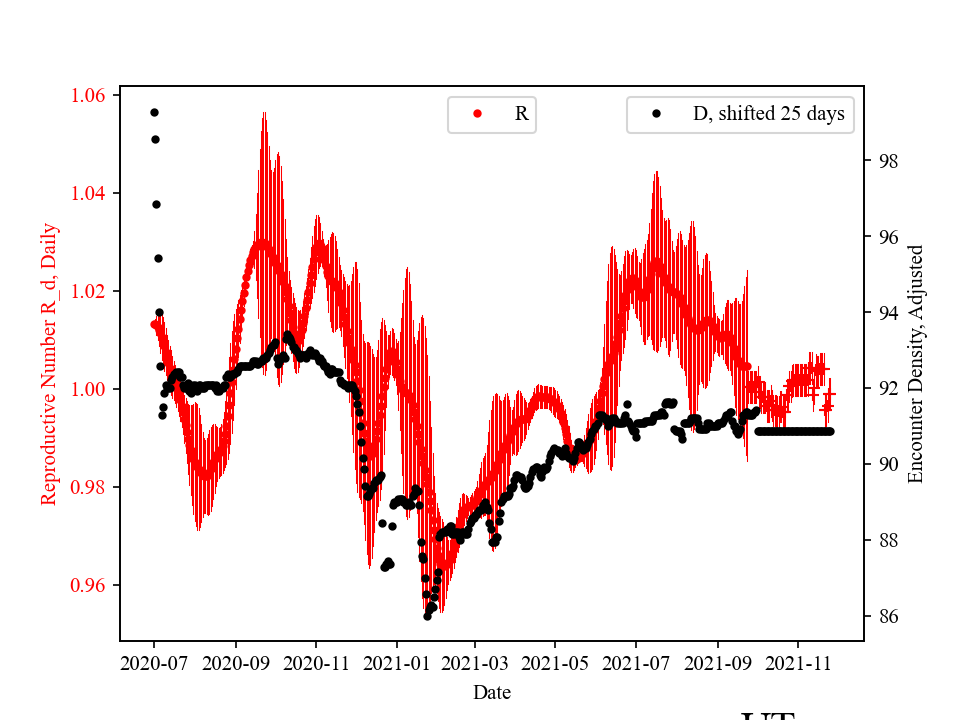 R
D, shifted 25 days
1.06
1.04
1.02
1.00
0.98
0.96
Reproductive Number R_d, Daily
98
96
94
92
90
88
86
Encounter Density, Adjusted
2020-07 2020-09 2020-11 2021-01 2021-03 2021-05 2021-07 2021-09 2021-11
Date
UT